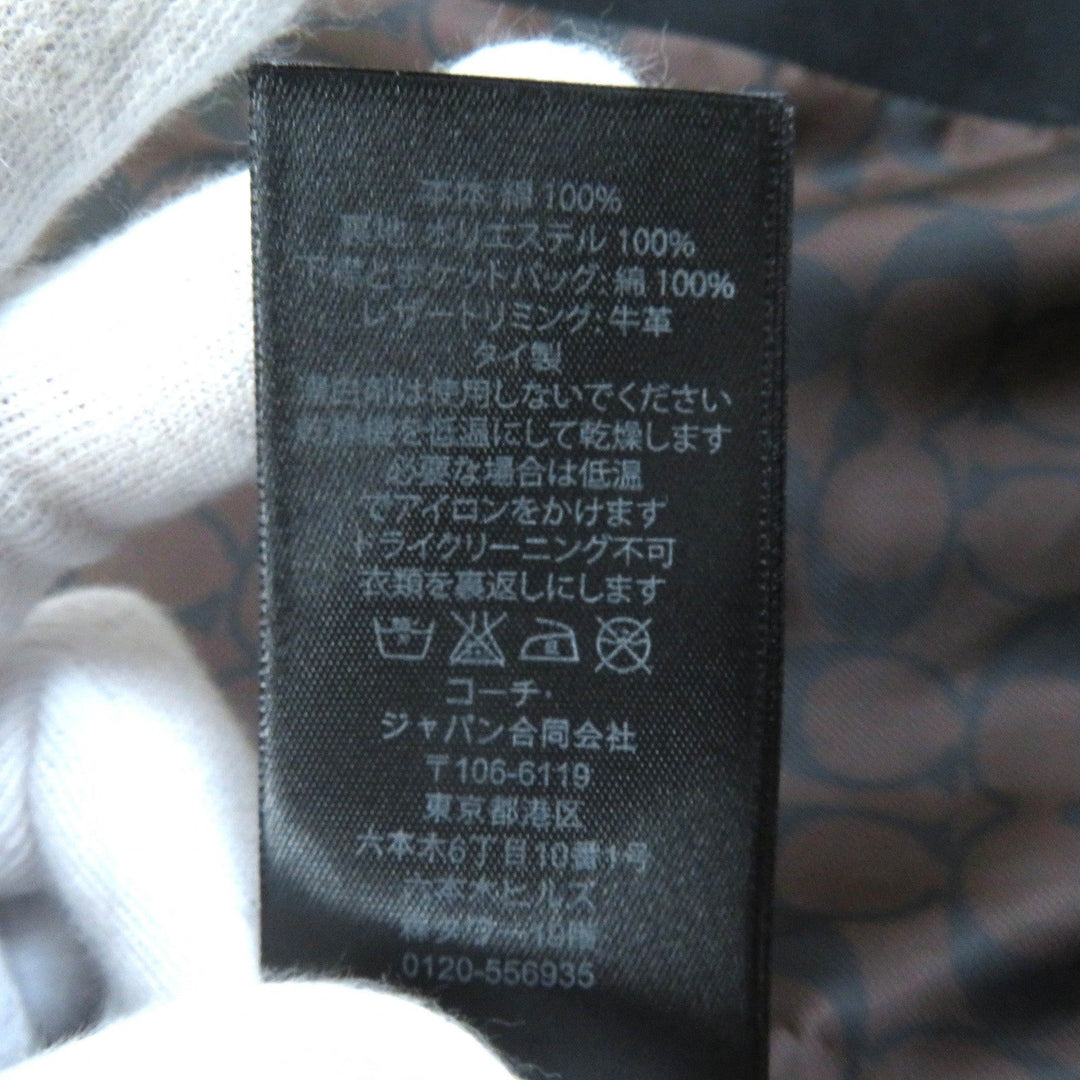 本体: 綿 100%
裏地: ポリエステル 100%
ポケットバッグ: 綿 100%
レザートリミング: 牛革
タイ製
漂白剤は使用しないでください
乾燥機を低温にして乾燥します
必要な場合は低温
でアイロンをかけます
ドライクリーニング不可
衣類を裏返しにします
コーチ・
ジャパン合同会社
〒106-6119
東京都港区
六本木6丁目10番1号
六本木ヒルズ
森タワー19階
0120-556935